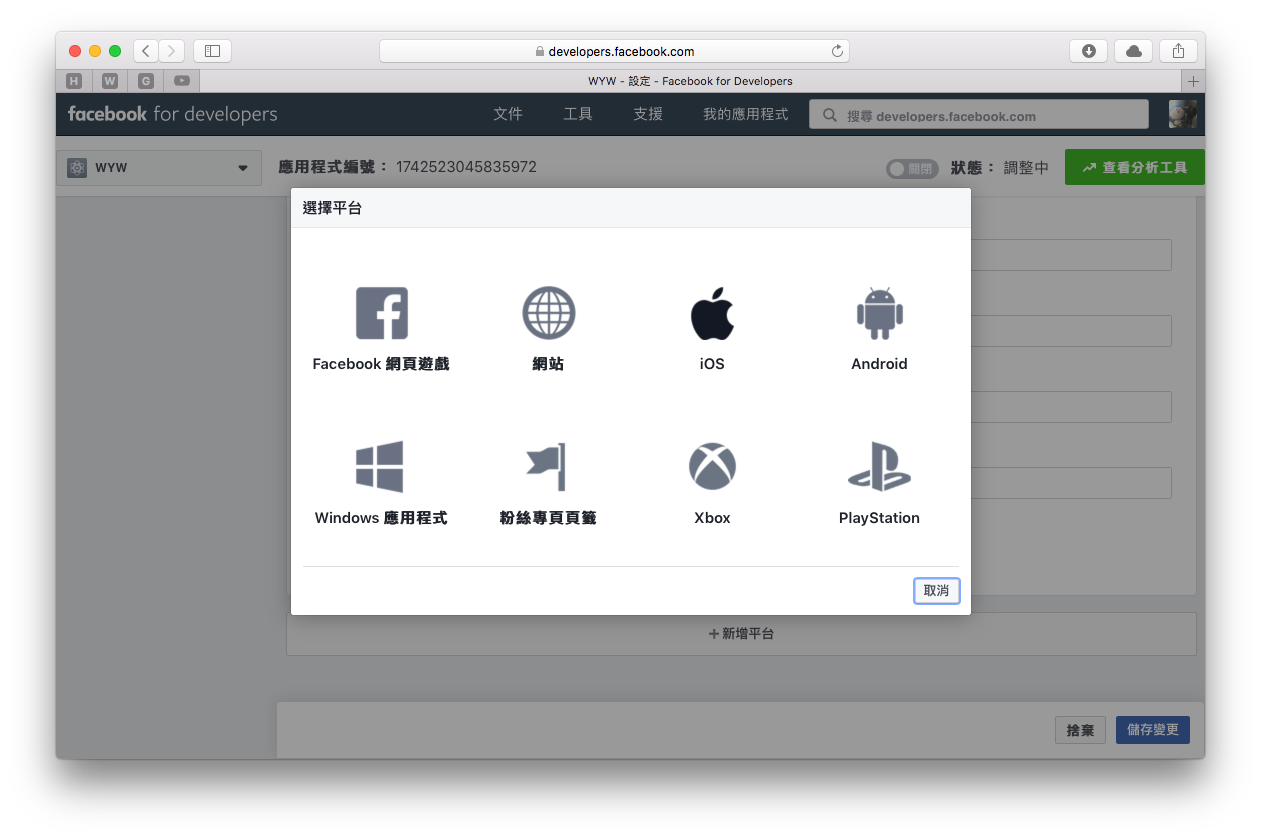 developers.facebook.com
H W G
WYW - 設定 - Facebook for Developers
facebook for developers 文件 工具 支援 我的應用程式 搜尋 developers.facebook.com
WYW 應用程式編號： 1742523045835972 關閉 狀態： 調整中 查看分析工具
選擇平台
Facebook 網頁遊戲 網站 iOS Android
Windows 應用程式 粉絲專頁頁籤 Xbox PlayStation
取消
+ 新增平台
捨棄 儲存變更